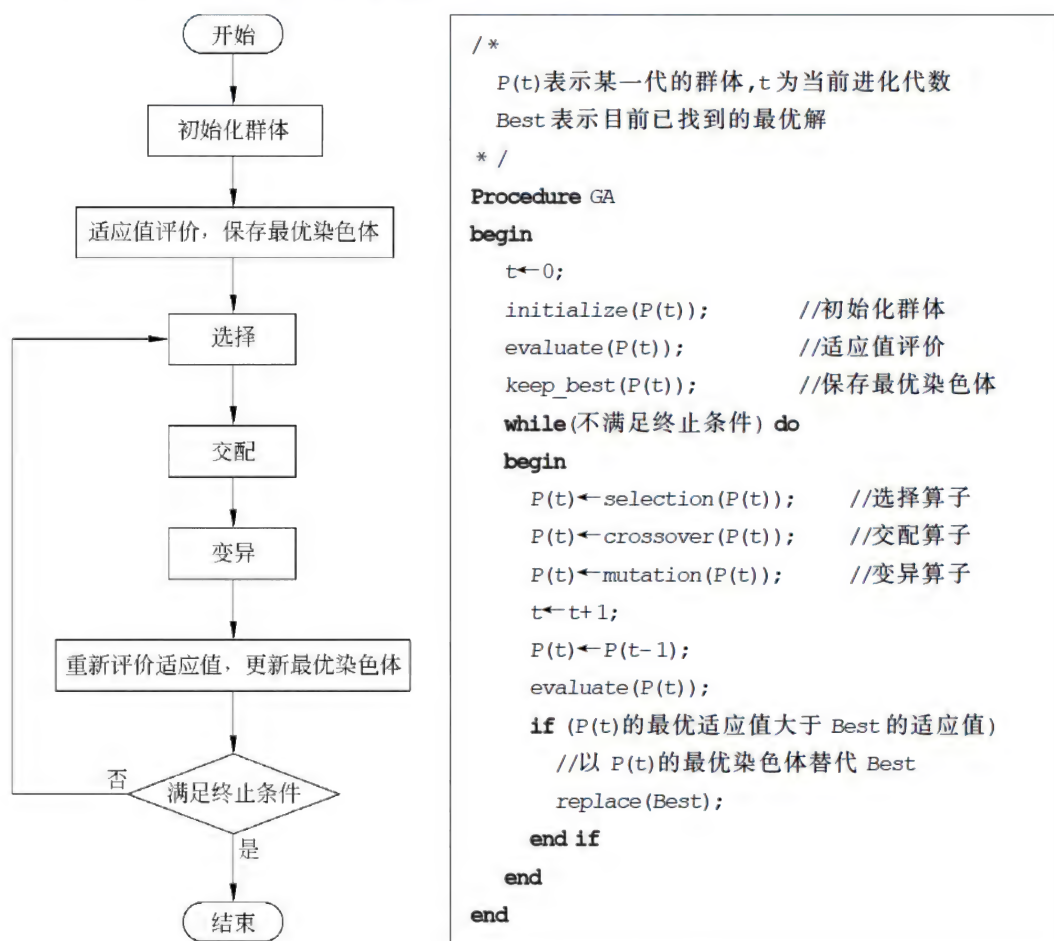 开始
初始化群体
适应值评价，保存最优染色体
选择
交配
变异
重新评价适应值，更新最优染色体
否
满足终止条件
是
结束
/*
P(t)表示某一代的群体,t 为当前进化代数
Best 表示目前已找到的最优解
*/
Procedure GA
begin
t←0;
initialize(P(t)); //初始化群体
evaluate(P(t)); //适应值评价
keep_best(P(t)); //保存最优染色体
while(不满足终止条件) do
begin
P(t)←selection(P(t)); //选择算子
P(t)←crossover(P(t)); //交配算子
P(t)←mutation(P(t)); //变异算子
t←t+1;
P(t)←P(t-1);
evaluate(P(t));
if (P(t)的最优适应值大于 Best 的适应值)
//以 P(t)的最优染色体替代 Best
replace(Best);
end if
end
end